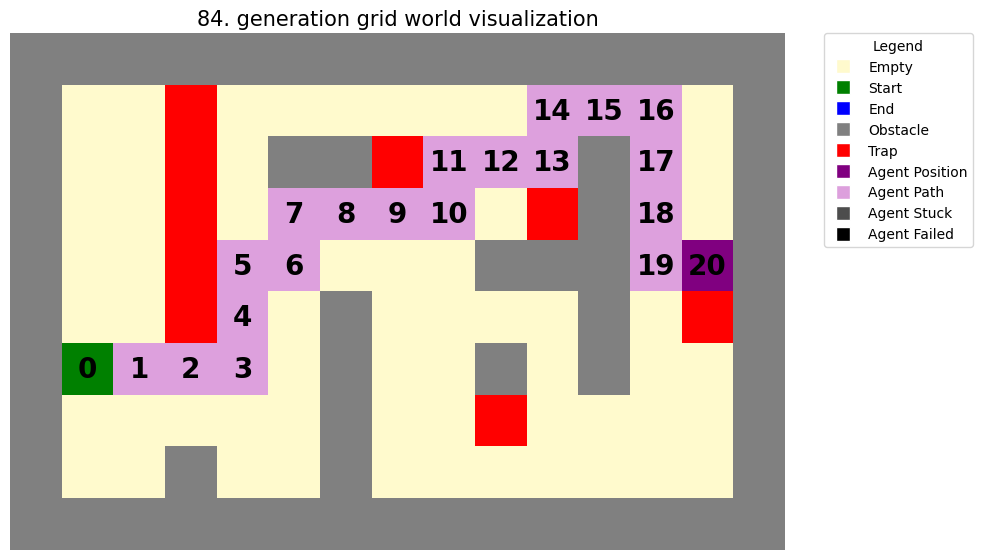 84. generation grid world visualization
Legend
Empty
Start
End
Obstacle
Trap
Agent Position
Agent Path
Agent Stuck
Agent Failed
14 15 16
11 12 13 17
7 8 9 10 18
5 6 19 20
4
0 1 2 3